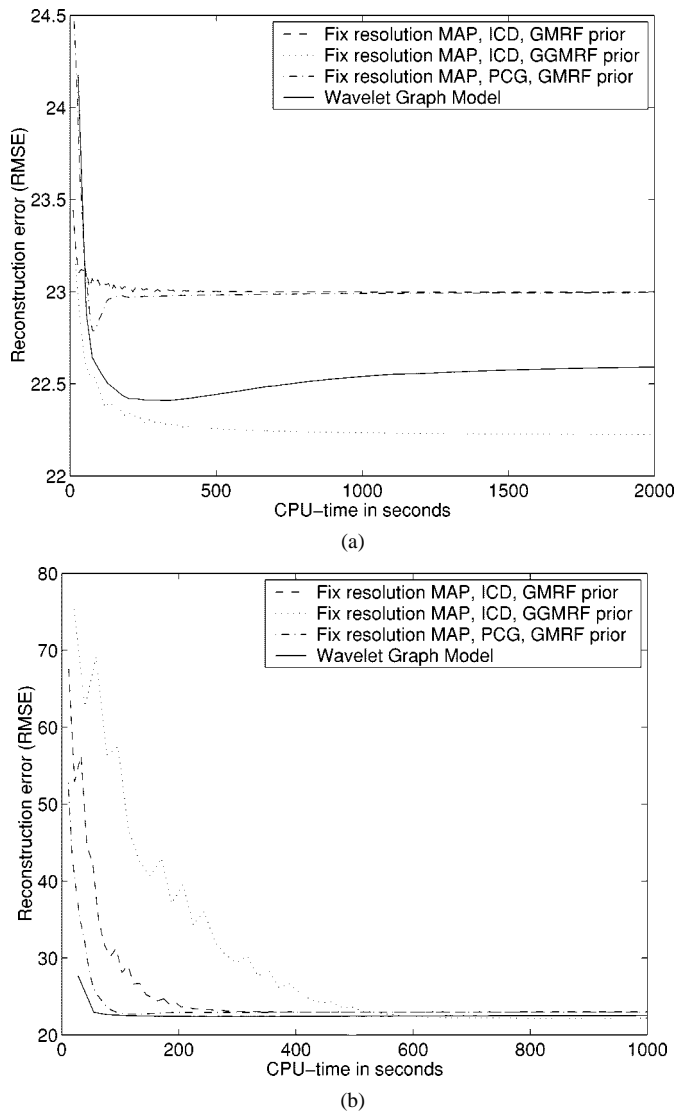 24.5
24
23.5
23
22.5
22
Reconstruction error (RMSE)
Fix resolution MAP, ICD, GMRF prior
Fix resolution MAP, ICD, GGMRF prior
Fix resolution MAP, PCG, GMRF prior
Wavelet Graph Model
0 500 1000 1500 2000
CPU-time in seconds
(a)
80
70
60
50
40
30
20
Reconstruction error (RMSE)
Fix resolution MAP, ICD, GMRF prior
Fix resolution MAP, ICD, GGMRF prior
Fix resolution MAP, PCG, GMRF prior
Wavelet Graph Model
0 200 400 600 800 1000
CPU-time in seconds
(b)